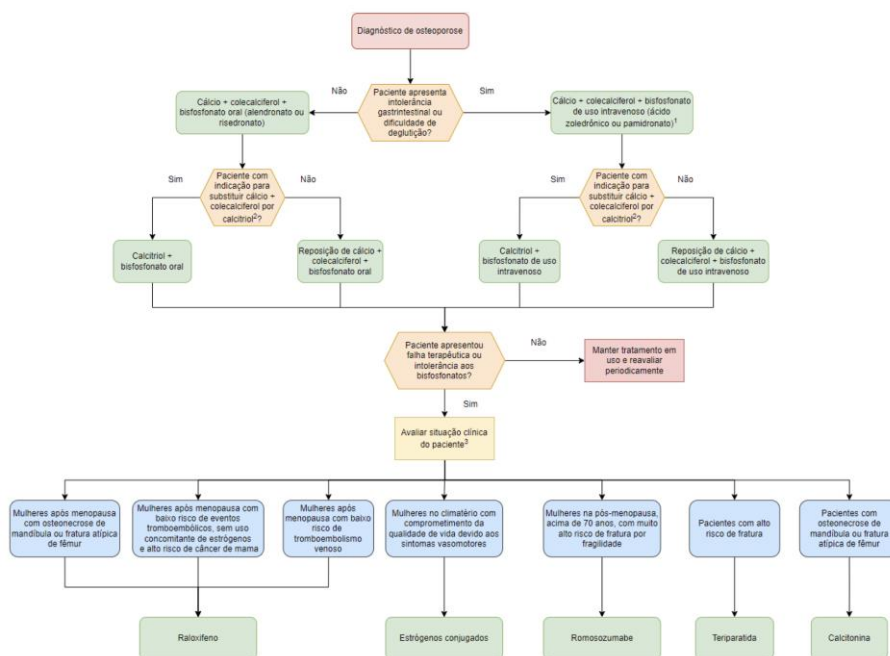 Diagnóstico de osteoporose
Não
Sim
Cálcio + colecalciferol +
bisfosfonato oral (alendronato ou
risedronato)
Paciente apresenta
intolerância
gastrintestinal ou
dificuldade de
deglutição?
Cálcio + colecalciferol + bisfosfonato
de uso intravenoso (ácido
zoledrônico ou pamidronato)¹
Sim
Paciente com
indicação para
substituir cálcio +
colecalciferol por
calcitriol²?
Não
Sim
Paciente com
indicação para
substituir cálcio +
colecalciferol por
calcitriol²?
Não
Calcitriol +
bisfosfonato oral
Reposição de cálcio +
colecalciferol +
bisfosfonato oral
Calcitriol +
bisfosfonato de uso
intravenoso
Reposição de cálcio +
colecalciferol + bisfosfonato
de uso intravenoso
Paciente apresentou
falha terapêutica ou
intolerância aos
bisfosfonatos?
Não
Manter tratamento em
uso e reavaliar
periodicamente
Sim
Avaliar situação clínica
do paciente³
Mulheres após menopausa
com osteonecrose de
mandíbula ou fratura atípica
de fêmur
Mulheres após menopausa com
baixo risco de eventos
tromboembólicos, sem uso
concomitante de estrógenos
e alto risco de câncer de mama
Mulheres após
menopausa com baixo
risco de
tromboembolismo
venoso
Mulheres no climatério com
comprometimento da
qualidade de vida devido aos
sintomas vasomotores
Mulheres na pós-menopausa,
acima de 70 anos, com muito
alto risco de fratura por
fragilidade
Pacientes com alto
risco de fratura
Pacientes com
osteonecrose de
mandíbula ou fratura
atípica de fêmur
Raloxifeno
Estrógenos conjugados
Romosozumabe
Teriparatida
Calcitonina